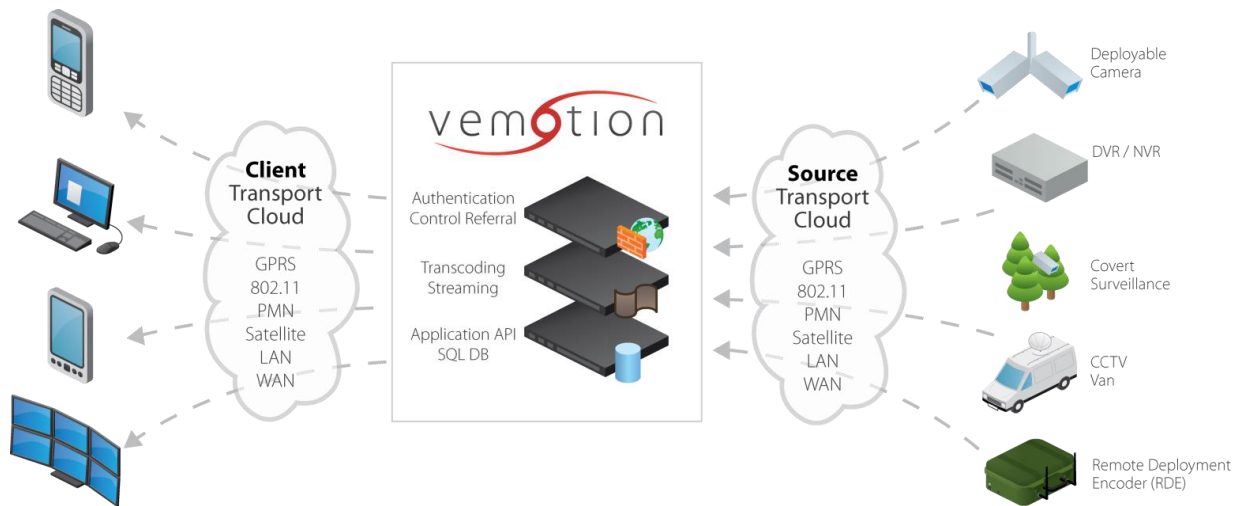 vemotion
Client
Transport
Cloud
GPRS
802.11
PMN
Satellite
LAN
WAN
Authentication
Control Referral
Transcoding
Streaming
Application API
SQL DB
Source
Transport
Cloud
GPRS
802.11
PMN
Satellite
LAN
WAN
Deployable
Camera
DVR / NVR
Covert
Surveillance
CCTV
Van
Remote Deployment
Encoder (RDE)